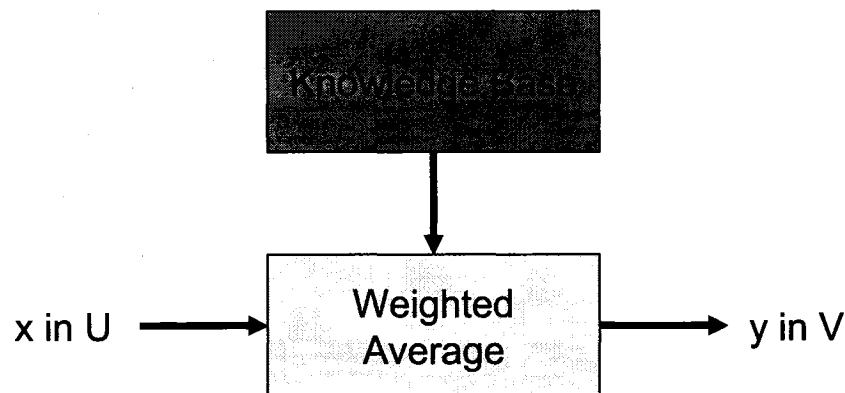 Knowledge Base
x in U
Weighted
Average
y in V